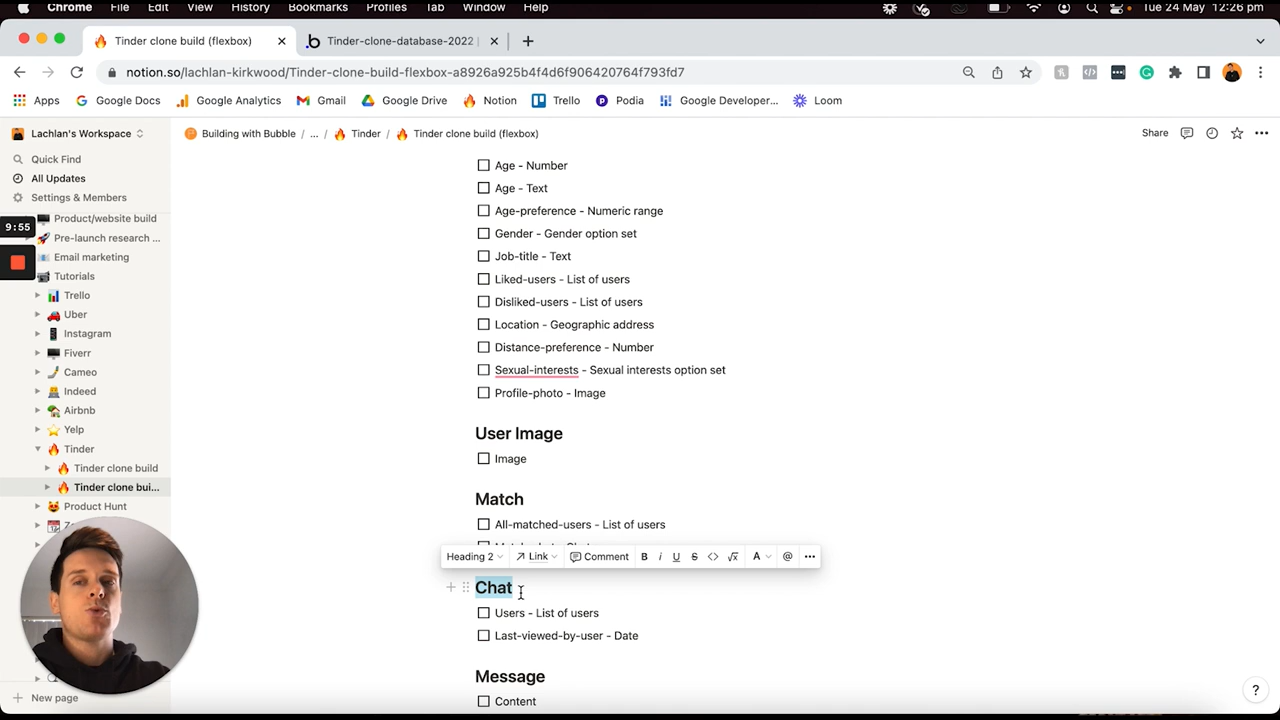 Chrome File Edit View History Bookmarks Profiles Tab Window Help Tue 24 May 12:26 pm
Tinder clone build (flexbox) Tinder-clone-database-2022 |
notion.so/lachlan-kirkwood/Tinder-clone-build-flexbox-a8926a925b4f4d6f906420764f793fd7
Apps Google Docs Google Analytics Gmail Google Drive Notion Trello Podia Google Developer... Loom
Lachlan's Workspace
Building with Bubble / ... / Tinder / Tinder clone build (flexbox)
Share
Quick Find
All Updates
Settings & Members
Product/website build
9:55
Pre-launch research ...
Email marketing
Tutorials
Trello
Uber
Instagram
Fiverr
Cameo
Indeed
Airbnb
Yelp
Tinder
Tinder clone build
Tinder clone bui...
Product Hunt
New page
Age - Number
Age - Text
Age-preference - Numeric range
Gender - Gender option set
Job-title - Text
Liked-users - List of users
Disliked-users - List of users
Location - Geographic address
Distance-preference - Number
Sexual-interests - Sexual interests option set
Profile-photo - Image
User Image
Image
Match
All-matched-users - List of users
Heading 2 Link Comment B i U S <> √x A @ •••
Chat
Users - List of users
Last-viewed-by-user - Date
Message
Content
?